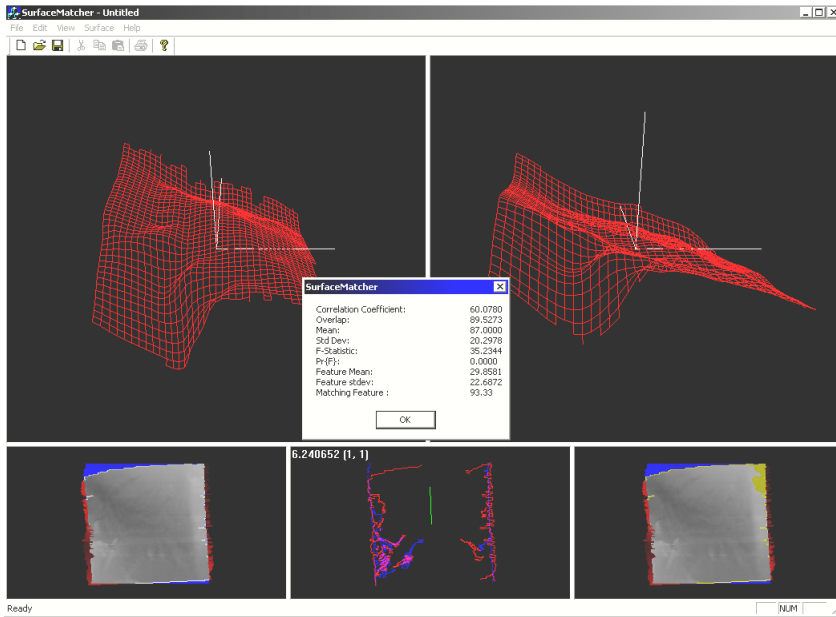 SurfaceMatcher - Untitled
File Edit View Surface Help
SurfaceMatcher
Correlation Coefficient: 60.0780
Overlap: 89.5273
Mean: 87.0000
Std Dev: 20.2978
F-Statistic: 35.2344
Pr{F}: 0.0000
Feature Mean: 29.8581
Feature stdev: 22.6872
Matching Feature : 93.33
OK
6.240652 (1, 1)
Ready NUM